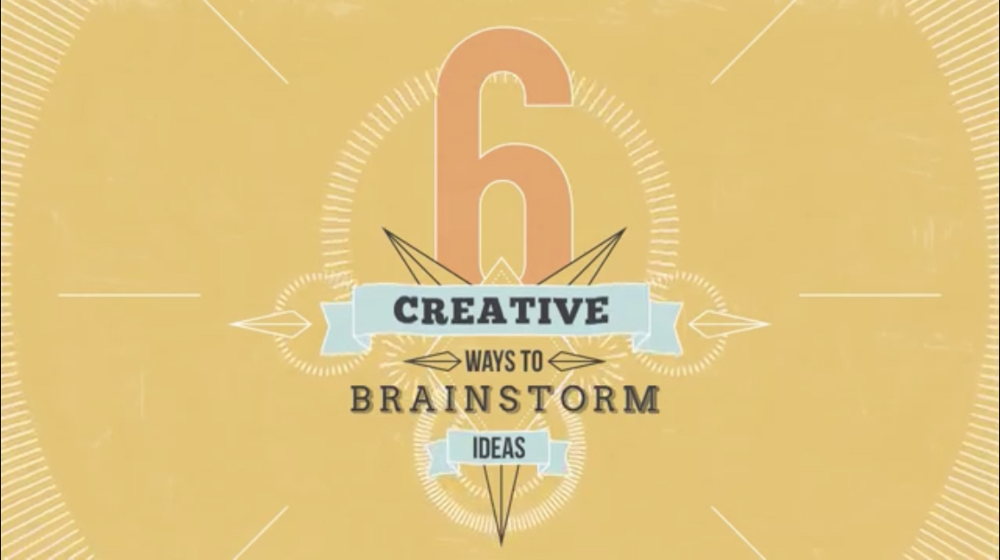 6
CREATIVE
WAYS TO
BRAINSTORM
IDEAS